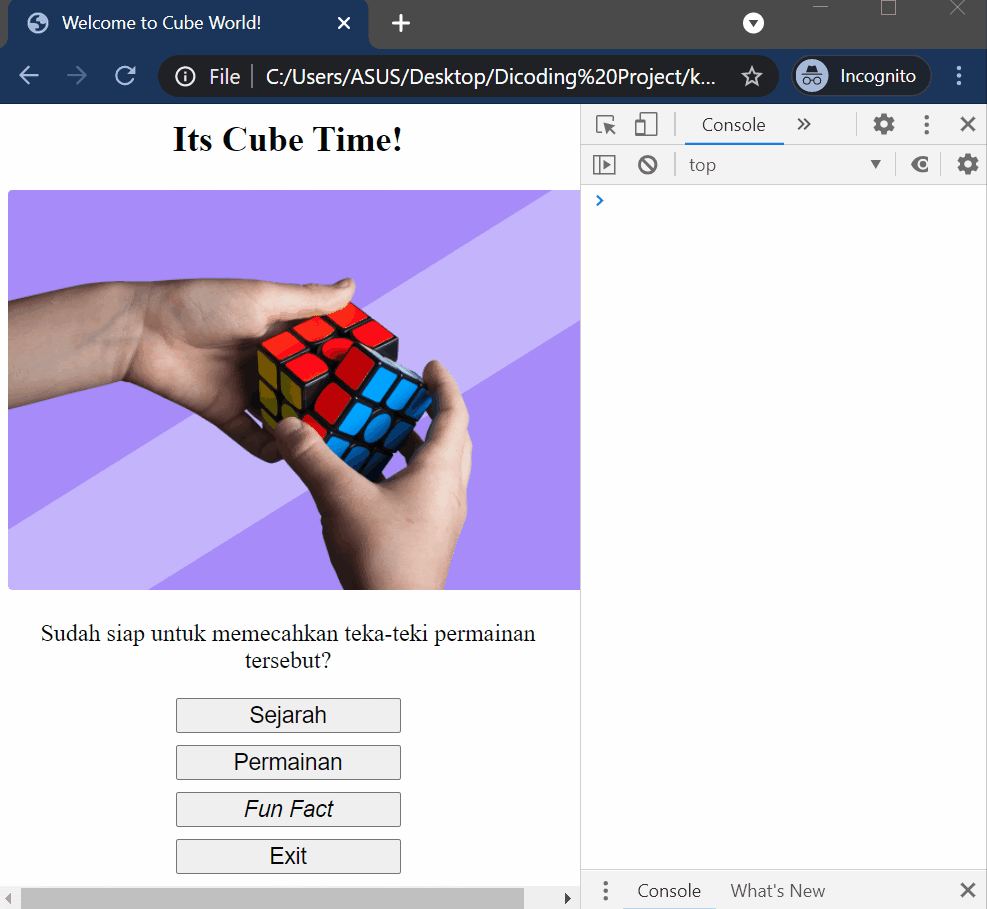 Welcome to Cube World!
File
C:/Users/ASUS/Desktop/Dicoding%20Project/k...
Incognito
Its Cube Time!
Sudah siap untuk memecahkan teka-teki permainan
tersebut?
Sejarah
Permainan
Fun Fact
Exit
Console
top
Console
What's New